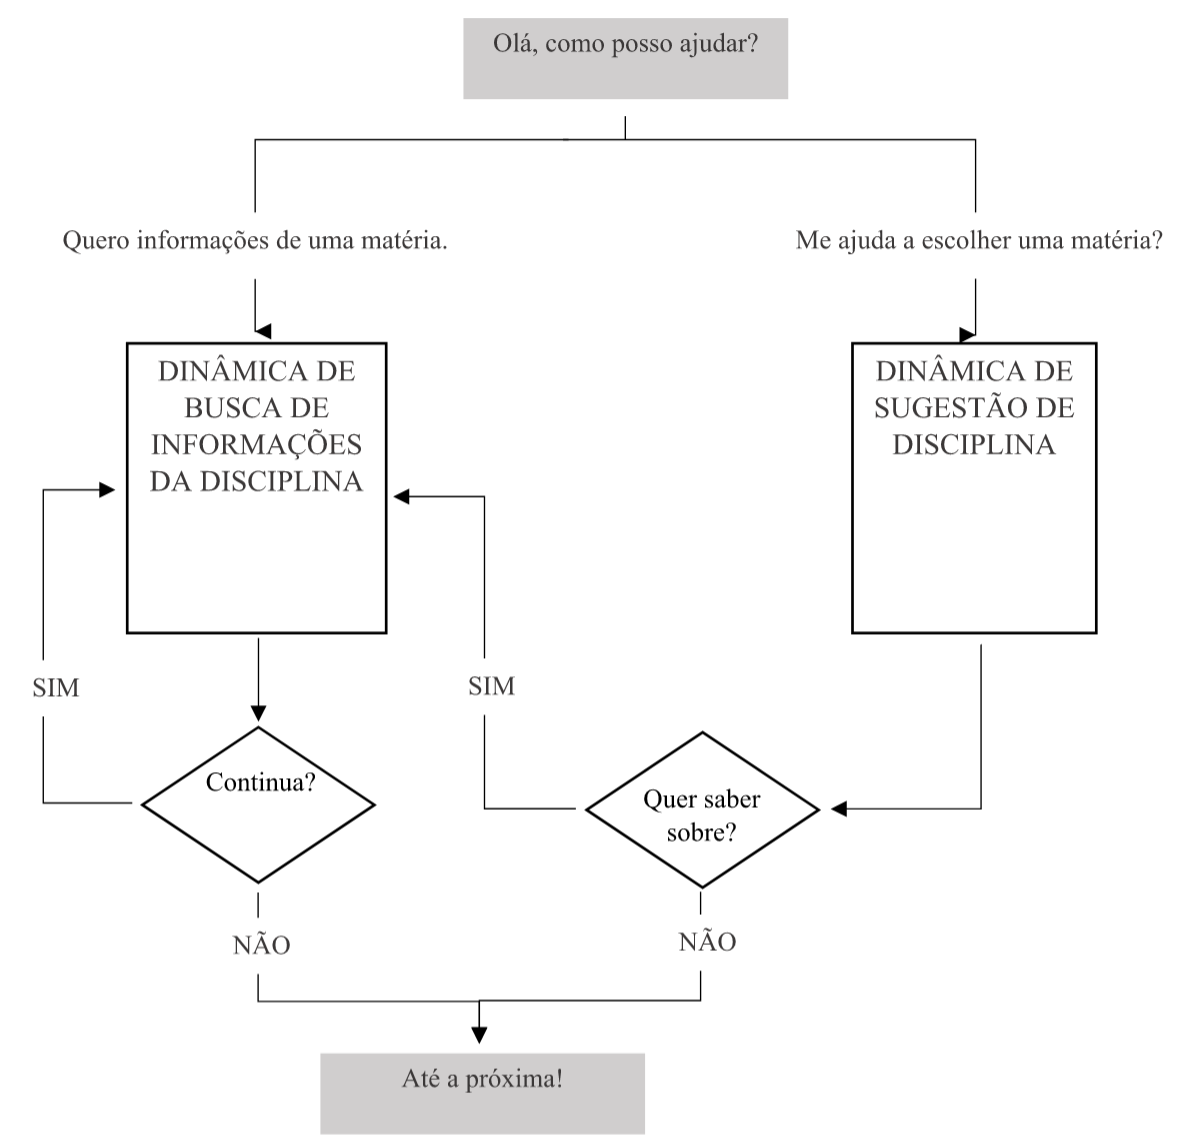 Olá, como posso ajudar?
Quero informações de uma matéria.
Me ajuda a escolher uma matéria?
DINÂMICA DE
BUSCA DE
INFORMAÇÕES
DA DISCIPLINA
DINÂMICA DE
SUGESTÃO DE
DISCIPLINA
SIM
SIM
Continua?
Quer saber
sobre?
NÃO
NÃO
Até a próxima!